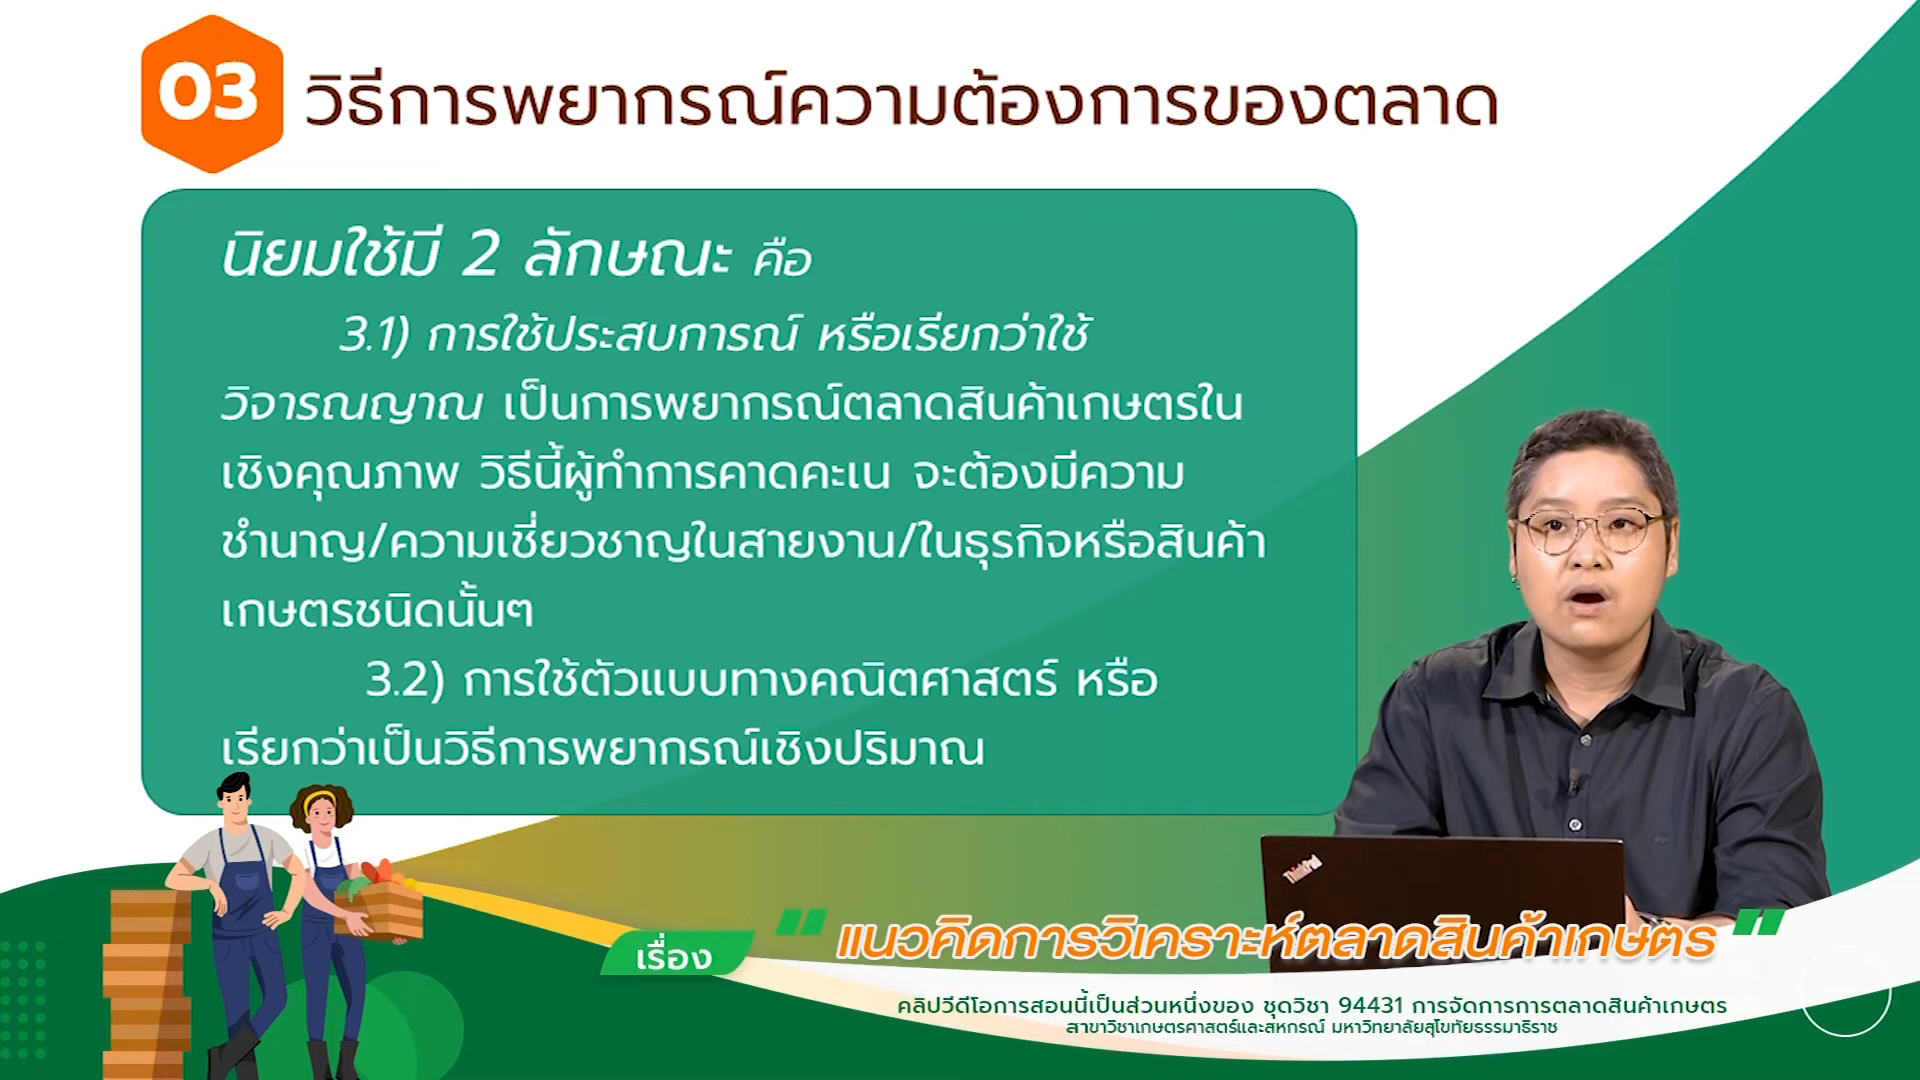 03
วิธีการพยากรณ์ความต้องการของตลาด
นิยมใช้มี 2 ลักษณะ คือ
3.1) การใช้ประสบการณ์ หรือเรียกว่าใช้
วิจารณญาณ เป็นการพยากรณ์ตลาดสินค้าเกษตรใน
เชิงคุณภาพ วิธีนี้ผู้ทำการคาดคะเน จะต้องมีความ
ชำนาญ/ความเชี่ยวชาญในสายงาน/ในธุรกิจหรือสินค้า
เกษตรชนิดนั้นๆ
3.2) การใช้ตัวแบบทางคณิตศาสตร์ หรือ
เรียกว่าเป็นวิธีการพยากรณ์เชิงปริมาณ
ThinkPad
เรื่อง
"แนวคิดการวิเคราะห์ตลาดสินค้าเกษตร"
คลิปวีดีโอการสอนนี้เป็นส่วนหนึ่งของ ชุดวิชา 94431 การจัดการการตลาดสินค้าเกษตร
สาขาวิชาเกษตรศาสตร์และสหกรณ์ มหาวิทยาลัยสุโขทัยธรรมาธิราช